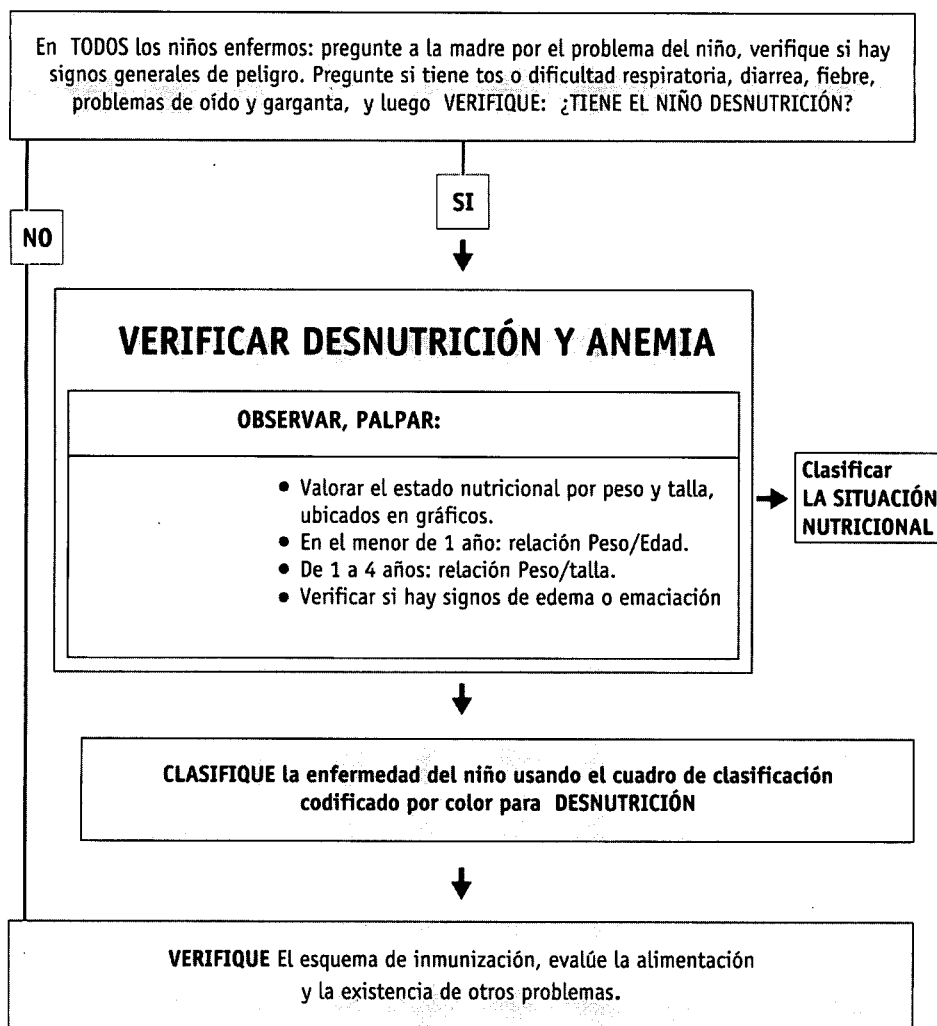 En TODOS los niños enfermos: pregunte a la madre por el problema del niño, verifique si hay
signos generales de peligro. Pregunte si tiene tos o dificultad respiratoria, diarrea, fiebre,
problemas de oído y garganta, y luego VERIFIQUE: ¿TIENE EL NIÑO DESNUTRICIÓN?
SI
NO
VERIFICAR DESNUTRICIÓN Y ANEMIA
OBSERVAR, PALPAR:
• Valorar el estado nutricional por peso y talla,
ubicados en gráficos.
• En el menor de 1 año: relación Peso/Edad.
• De 1 a 4 años: relación Peso/talla.
• Verificar si hay signos de edema o emaciación
Clasificar
LA SITUACIÓN
NUTRICIONAL
CLASIFIQUE la enfermedad del niño usando el cuadro de clasificación
codificado por color para DESNUTRICIÓN
VERIFIQUE El esquema de inmunización, evalúe la alimentación
y la existencia de otros problemas.